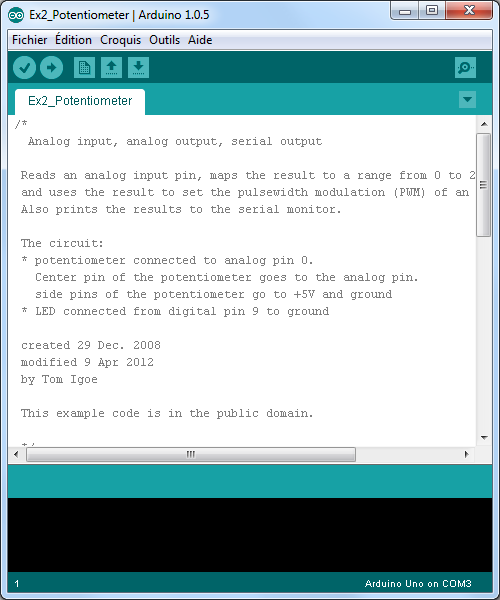 Ex2_Potentiometer | Arduino 1.0.5
Fichier Édition Croquis Outils Aide
Ex2_Potentiometer
/*
Analog input, analog output, serial output
Reads an analog input pin, maps the result to a range from 0 to 2
and uses the result to set the pulsewidth modulation (PWM) of an
Also prints the results to the serial monitor.
The circuit:
* potentiometer connected to analog pin 0.
Center pin of the potentiometer goes to the analog pin.
side pins of the potentiometer go to +5V and ground
* LED connected from digital pin 9 to ground
created 29 Dec. 2008
modified 9 Apr 2012
by Tom Igoe
This example code is in the public domain.
*/
1 Arduino Uno on COM3